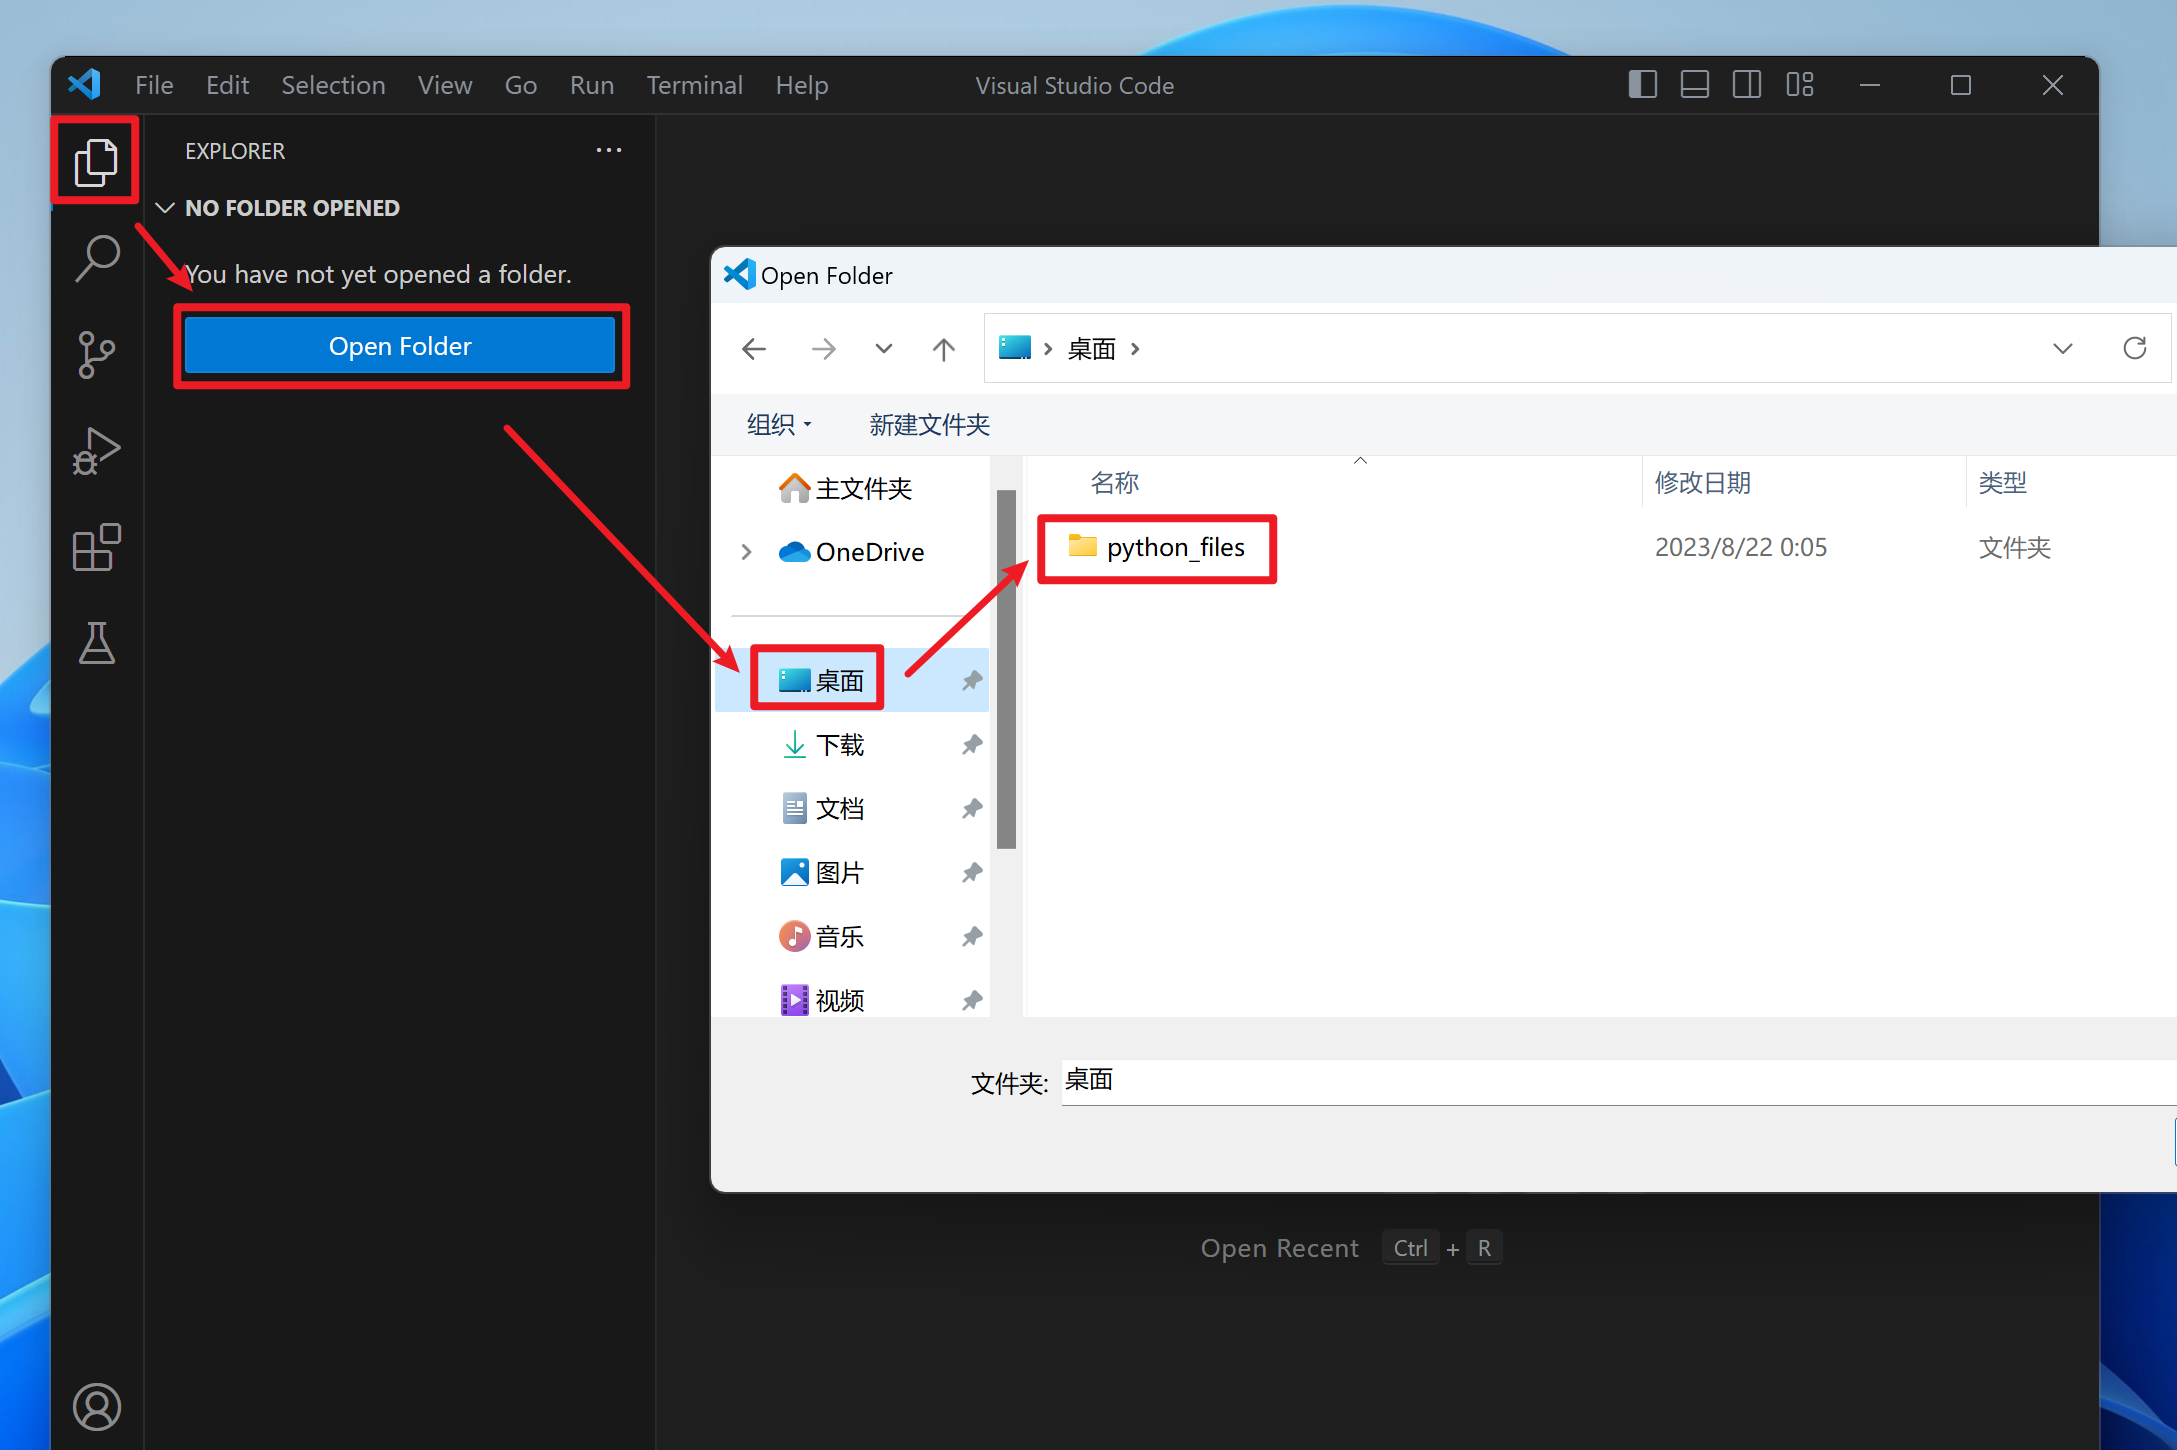 File Edit Selection View Go Run Terminal Help Visual Studio Code
EXPLORER
NO FOLDER OPENED
You have not yet opened a folder.
Open Folder
Open Folder
桌面
组织 新建文件夹
名称 修改日期 类型
主文件夹
OneDrive
python_files 2023/8/22 0:05 文件夹
桌面
下载
文档
图片
音乐
视频
文件夹: 桌面
Open Recent Ctrl + R